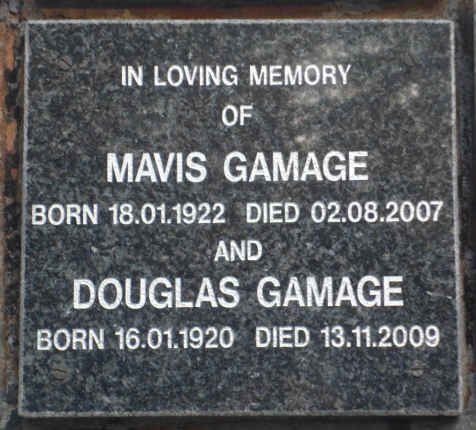 IN LOVING MEMORY
OF
MAVIS GAMAGE
BORN 18.01.1922 DIED 02.08.2007
AND
DOUGLAS GAMAGE
BORN 16.01.1920 DIED 13.11.2009